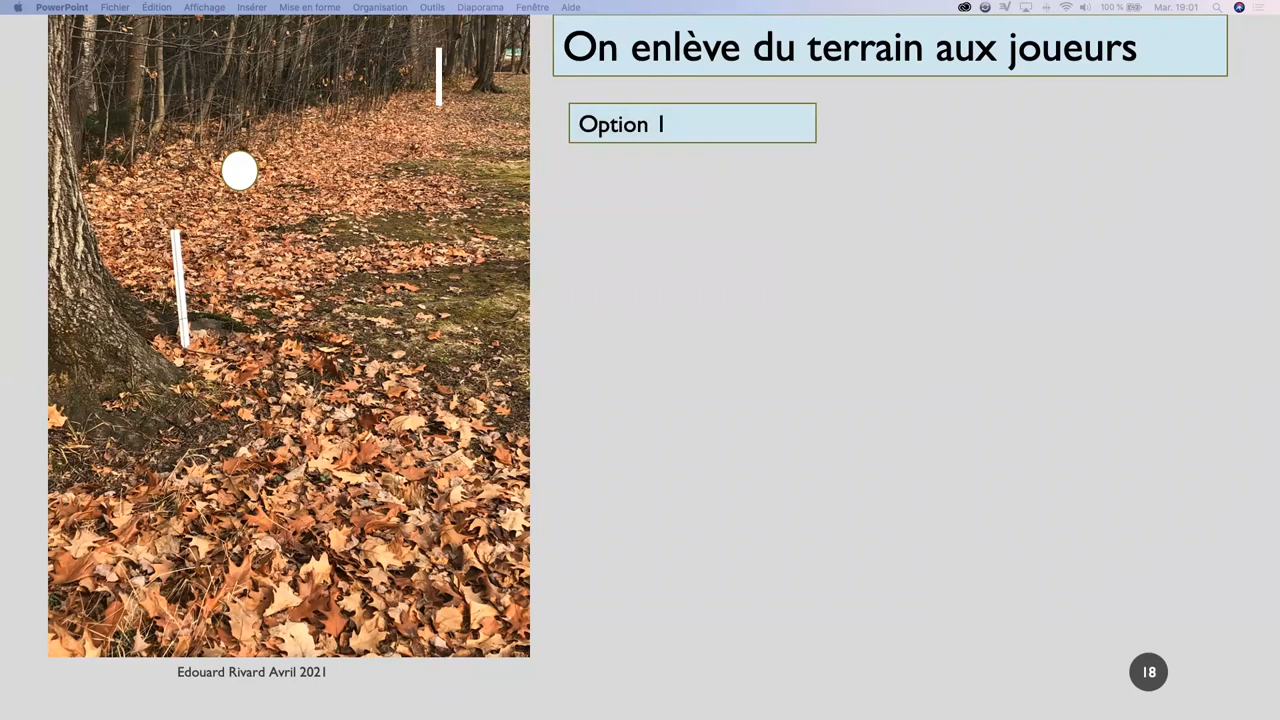 PowerPoint Fichier Édition Affichage Insérer Mise en forme Organisation Outils Diaporama Fenêtre Aide 100 % Mar. 19:01
On enlève du terrain aux joueurs
Option 1
Edouard Rivard Avril 2021
18